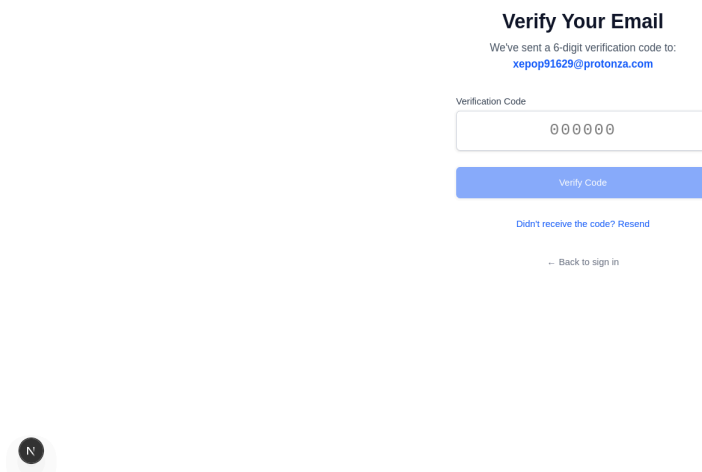 Verify Your Email
We've sent a 6-digit verification code to:
xepop91629@protonza.com
Verification Code
000000
Verify Code
Didn't receive the code? Resend
← Back to sign in
N